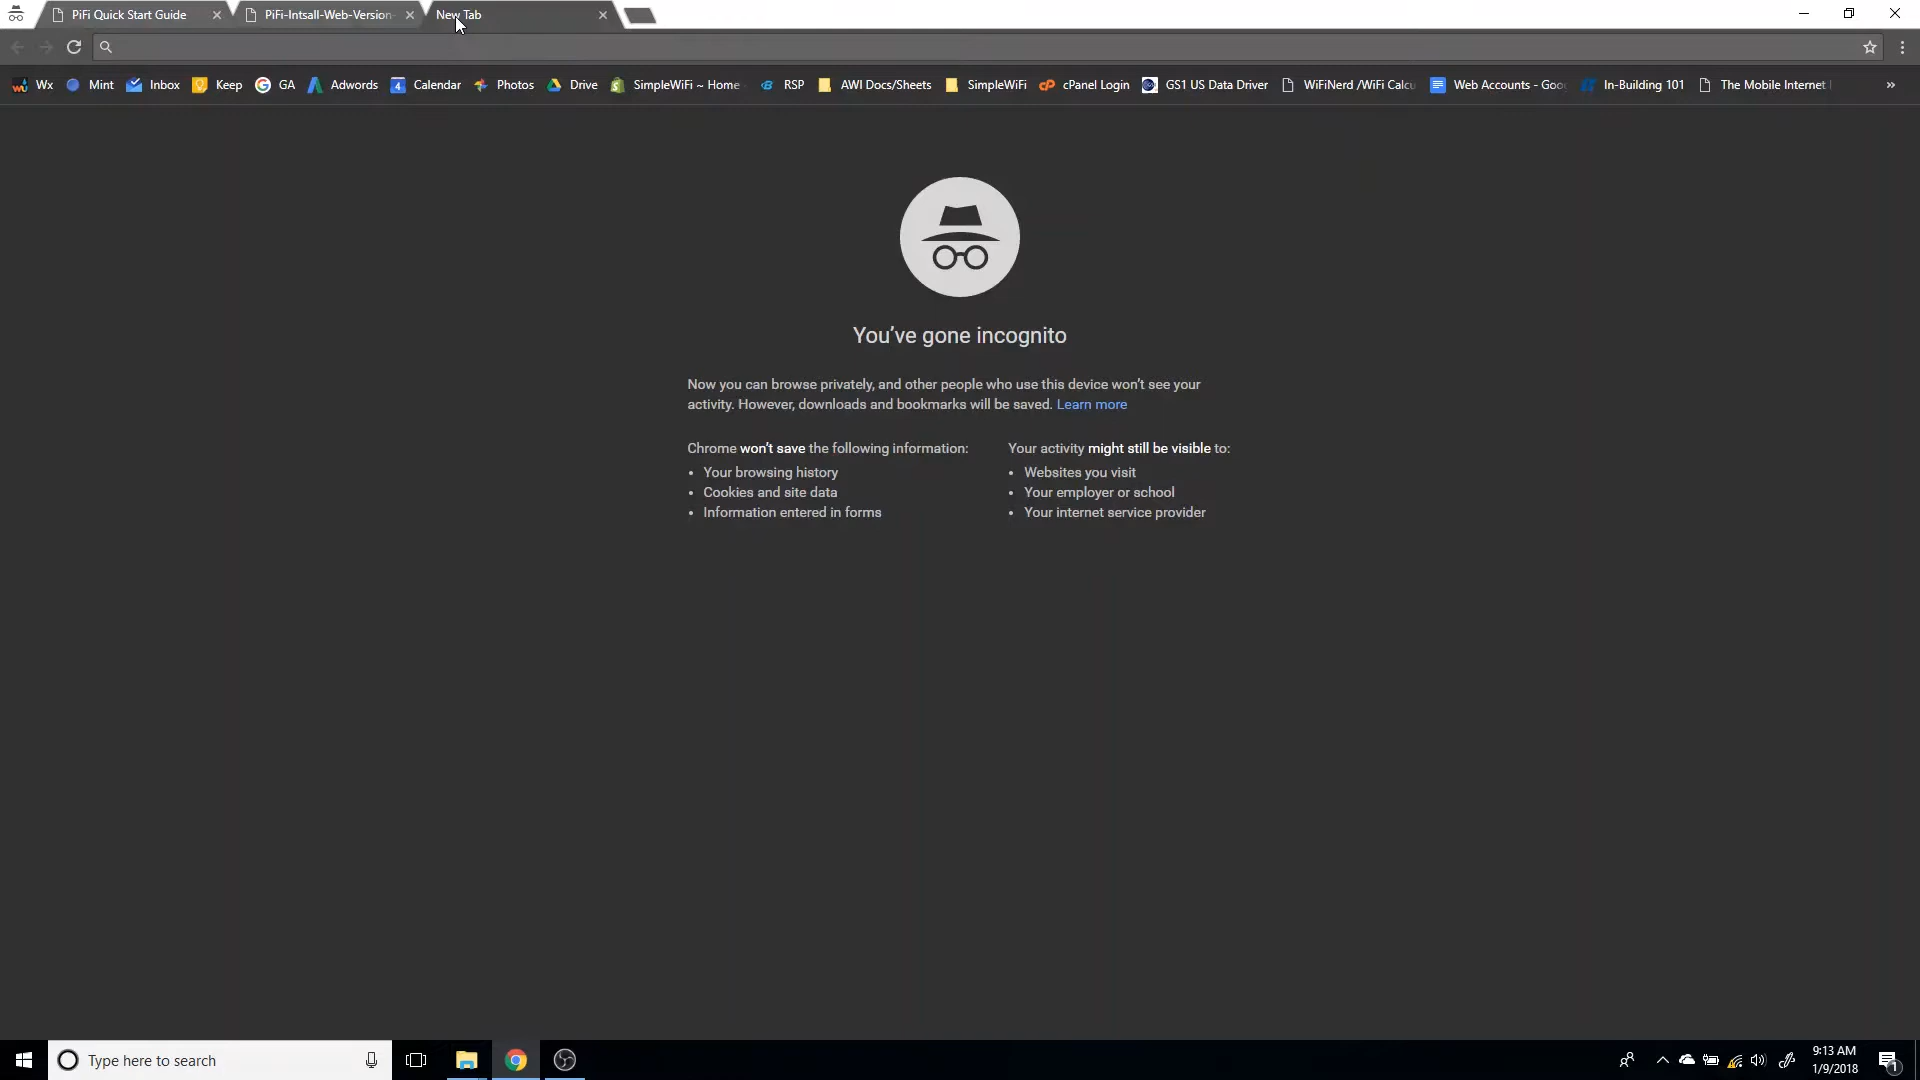 PiFi Quick Start Guide
PiFi-Intsall-Web-Version-
New Tab
Wx
Mint
Inbox
Keep
GA
Adwords
4
Calendar
Photos
Drive
SimpleWiFi ~ Home
RSP
AWI Docs/Sheets
SimpleWiFi
cPanel Login
GS1 US Data Driver
WiFiNerd /WiFi Calcu
Web Accounts - Goo
In-Building 101
The Mobile Internet
»
You've gone incognito
Now you can browse privately, and other people who use this device won't see your
activity. However, downloads and bookmarks will be saved. Learn more
Chrome won't save the following information:
• Your browsing history
• Cookies and site data
• Information entered in forms
Your activity might still be visible to:
• Websites you visit
• Your employer or school
• Your internet service provider
Type here to search
9:13 AM
1/9/2018
1